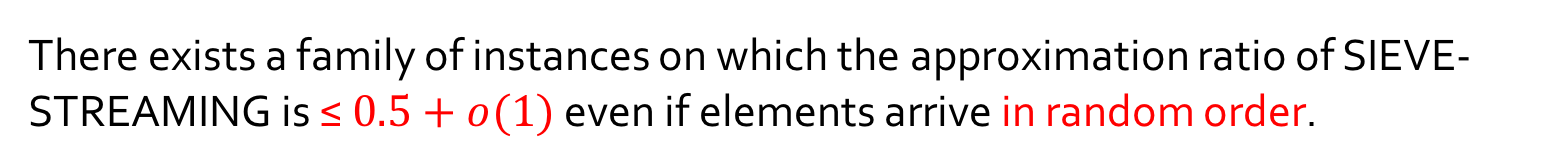 There exists a family of instances on which the approximation ratio of SIEVE-
STREAMING is ≤ 0.5 + o(1) even if elements arrive in random order.